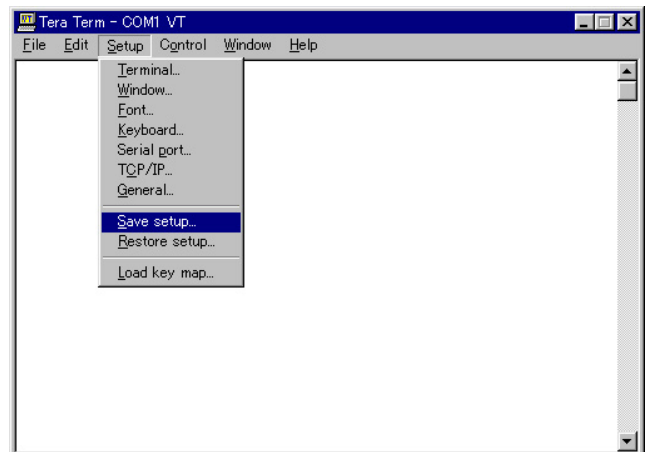 Tera Term - COM1 VT
File Edit Setup Control Window Help
Terminal...
Window...
Font...
Keyboard...
Serial port...
TCP/IP...
General...
Save setup...
Restore setup...
Load key map...